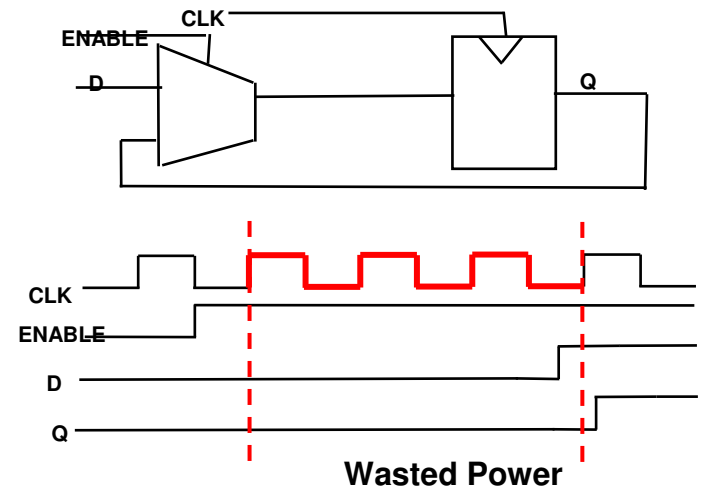 CLK
ENABLE
D
Q
CLK
ENABLE
D
Q
Wasted Power